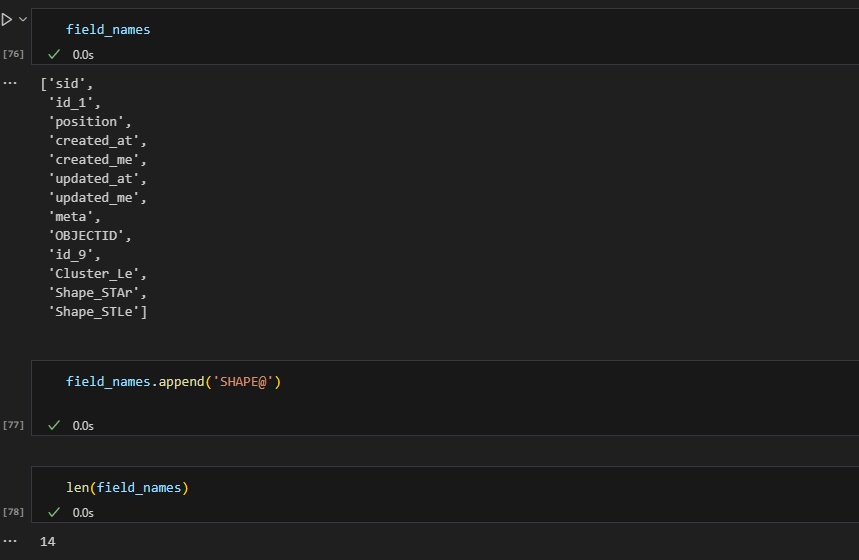 field_names
[76]
0.0s
['sid',
'id_1',
'position',
'created_at',
'created_me',
'updated_at',
'updated_me',
'meta',
'OBJECTID',
'id_9',
'Cluster_Le',
'Shape_STAr',
'Shape_STLe']
field_names.append('SHAPE@')
[77]
0.0s
len(field_names)
[78]
0.0s
14